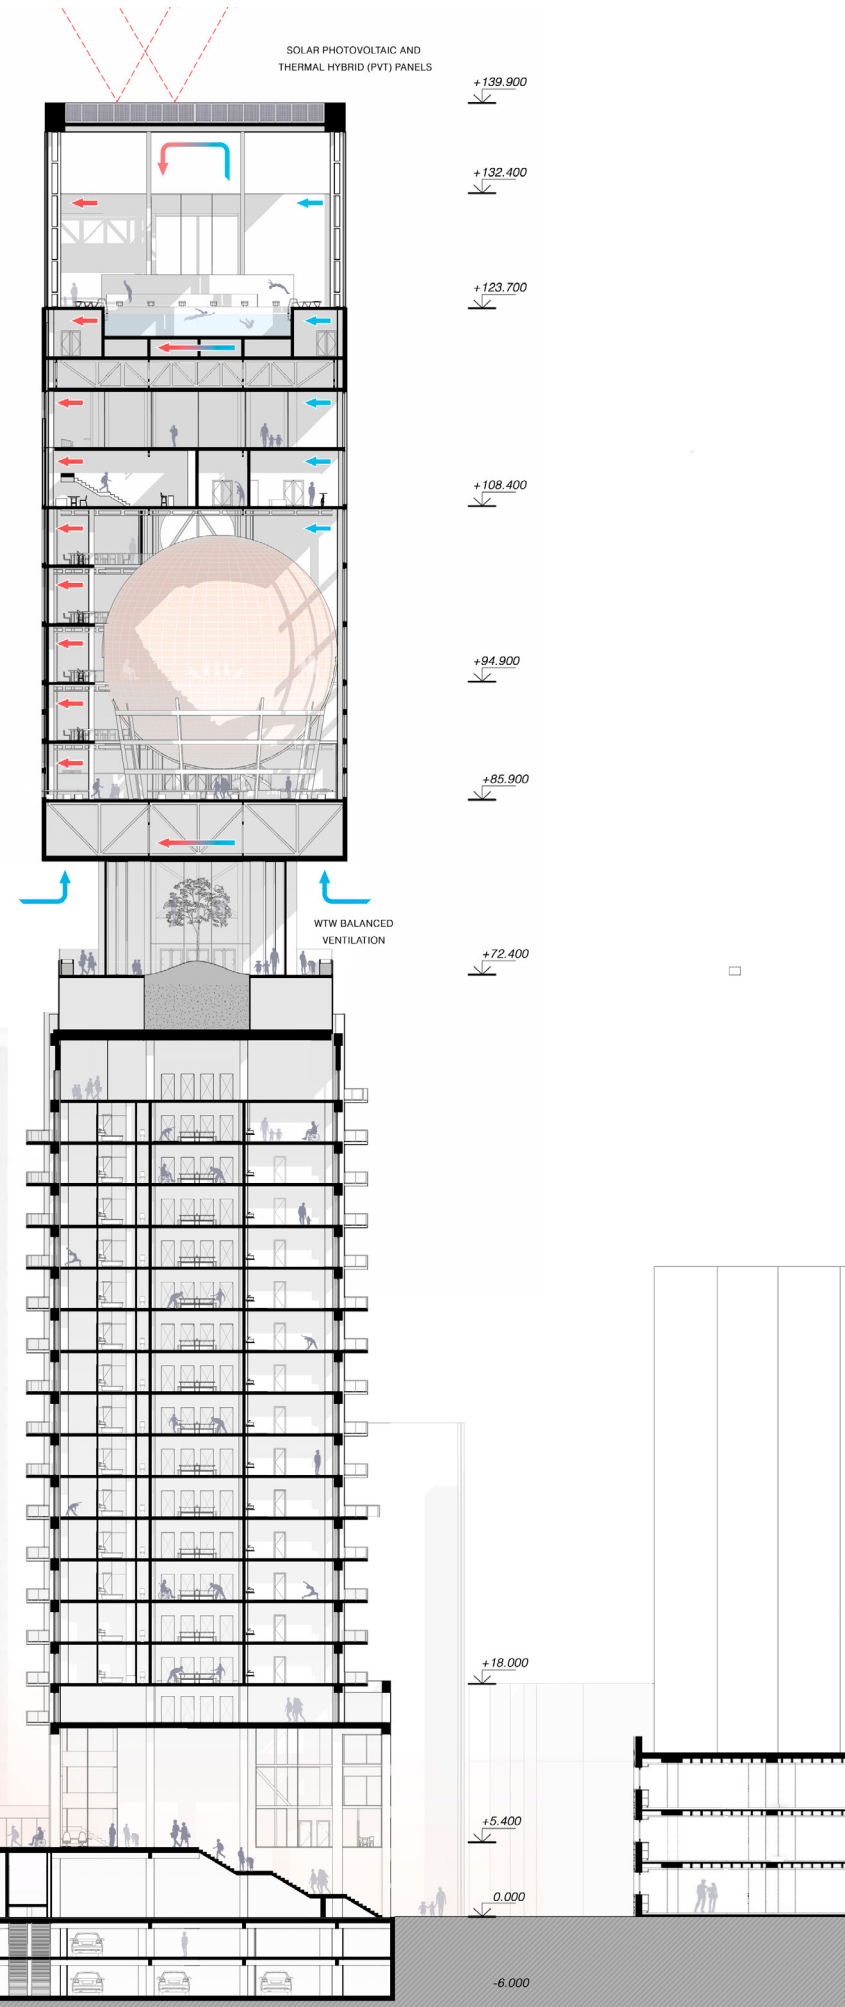 SOLAR PHOTOVOLTAIC AND
THERMAL HYBRID (PVT) PANELS
+139.900
+132.400
+123.700
+108.400
+94.900
+85.900
WTW BALANCED
VENTILATION
+72.400
+18.000
+5.400
0.000
-6.000